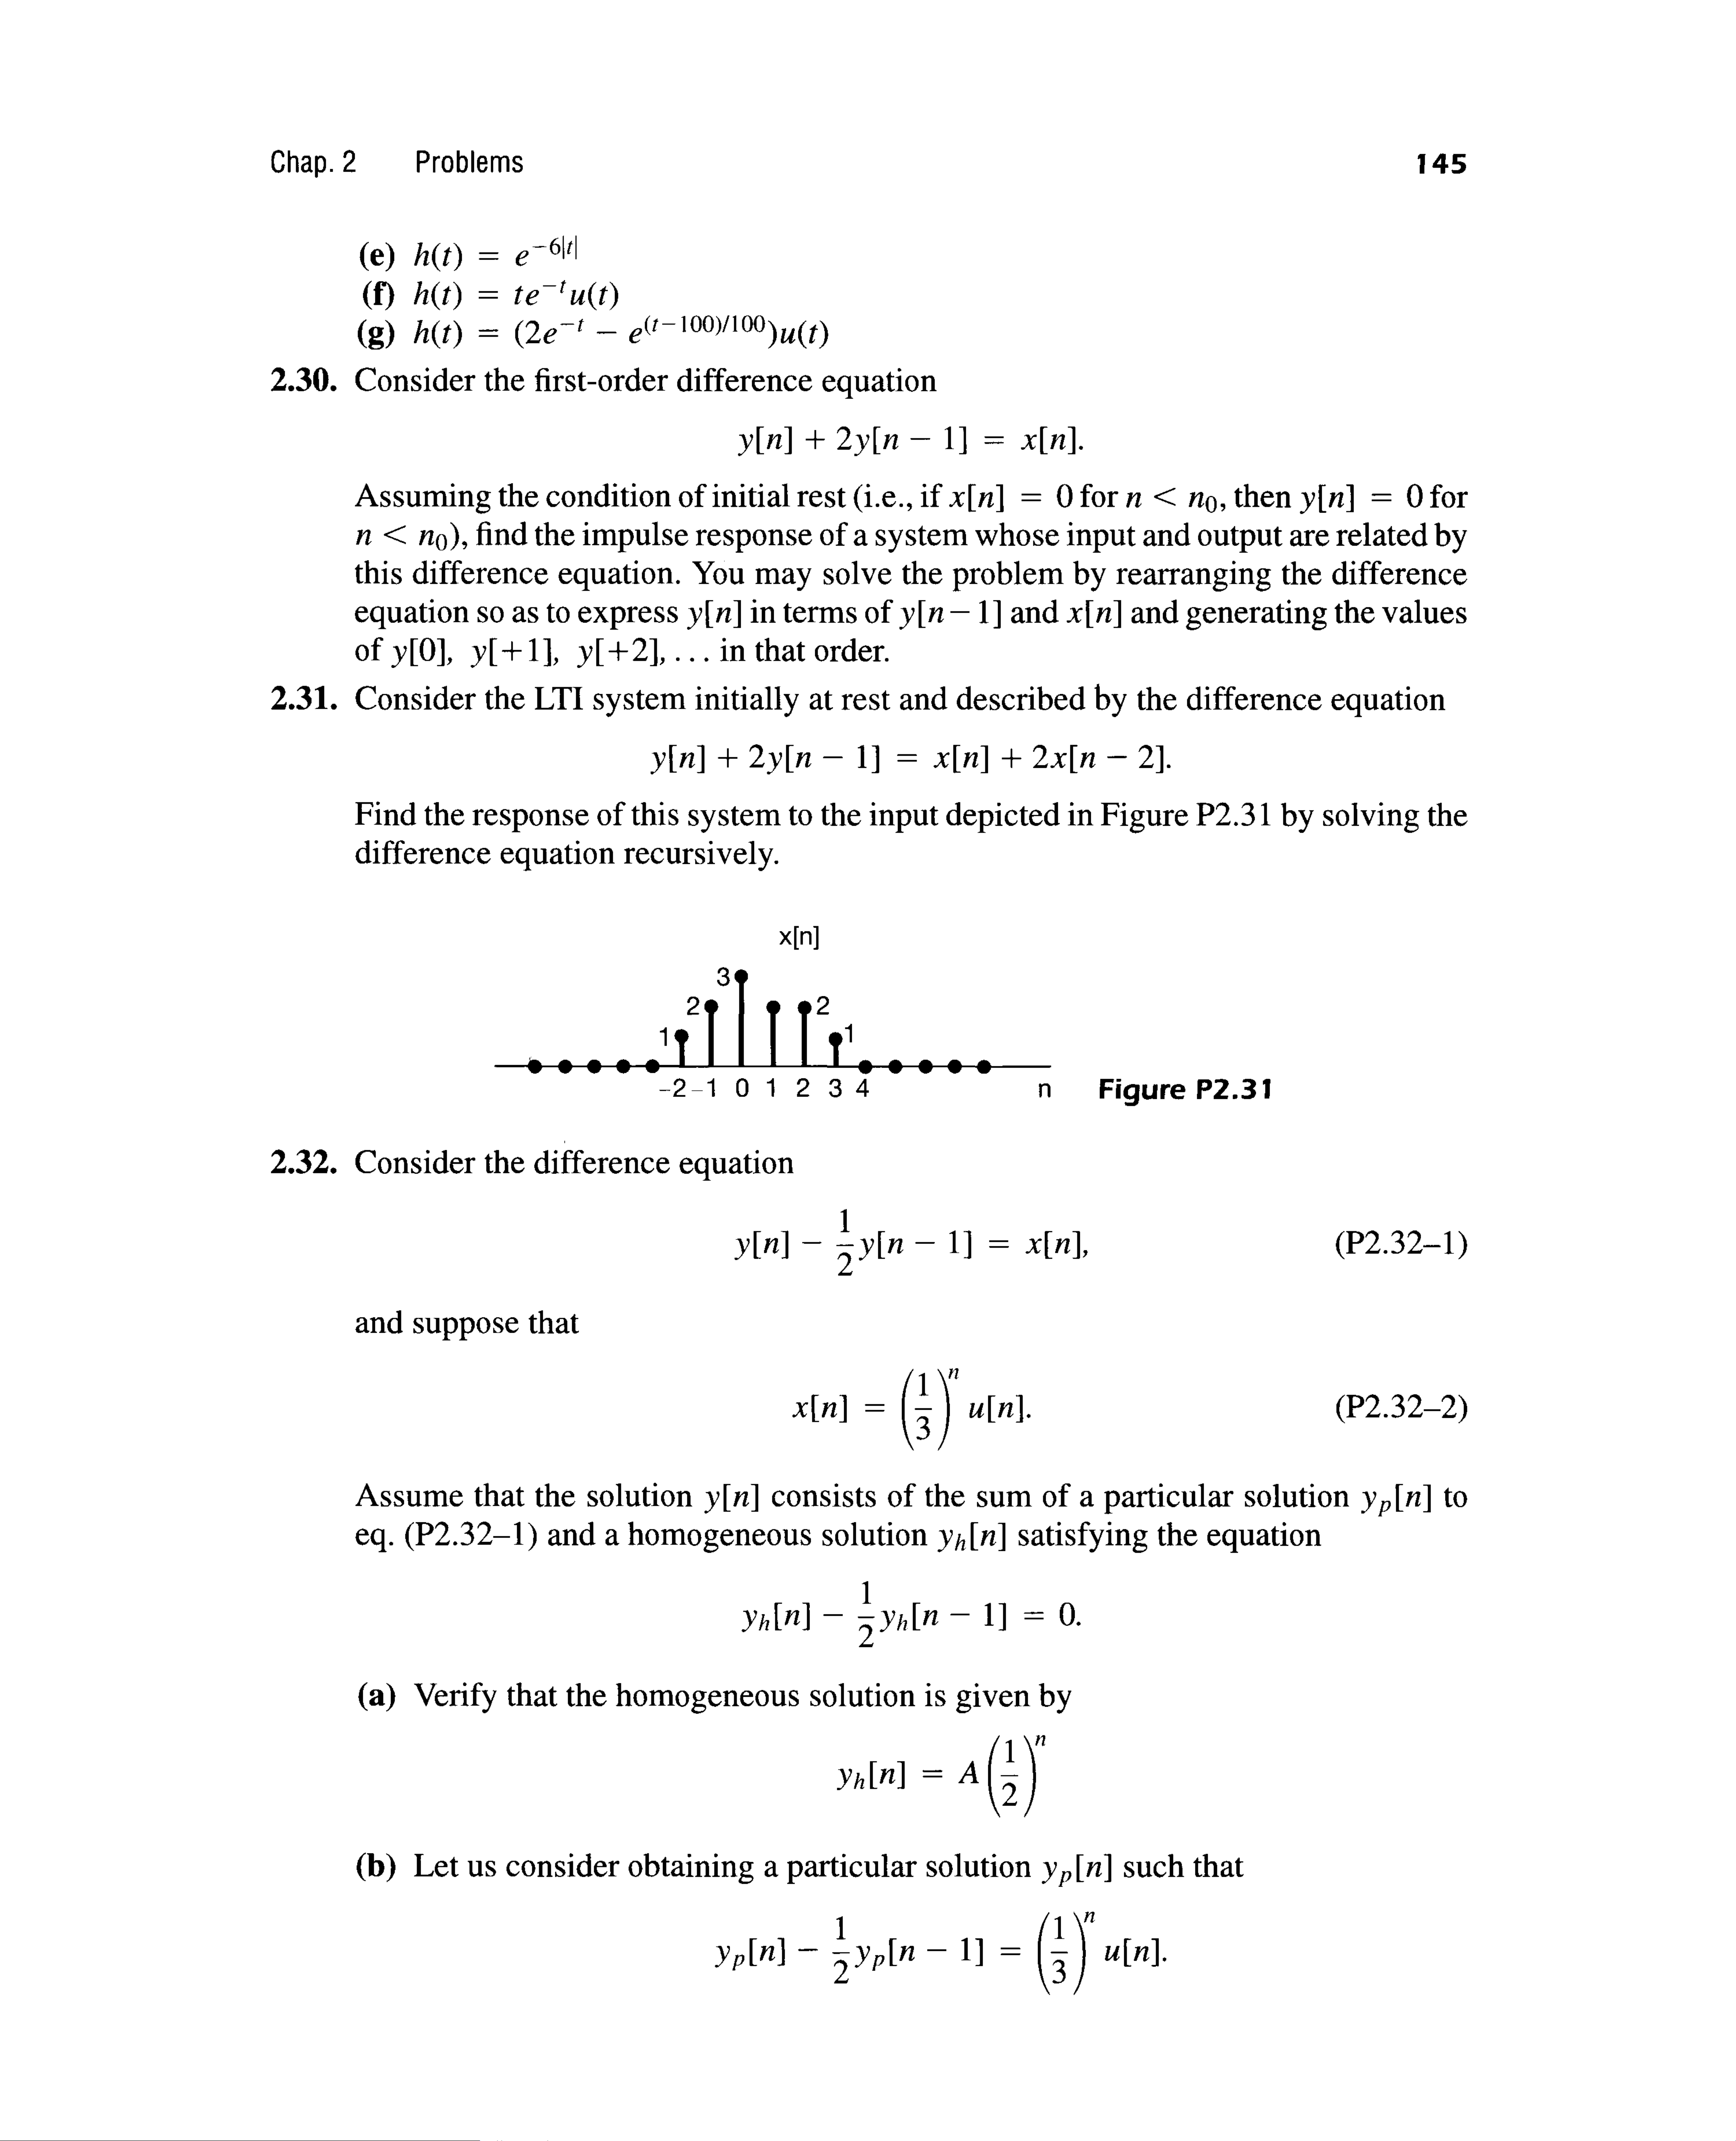 Chap. 2 Problems 145
(e) h(t) = e^{-6|t|}
(f) h(t) = te^{-t}u(t)
(g) h(t) = (2e^{-t} − e^{(t−100)/100})u(t)
2.30. Consider the first-order difference equation
y[n] + 2y[n − 1] = x[n].
Assuming the condition of initial rest (i.e., if x[n] = 0 for n < n₀, then y[n] = 0 for
n < n₀), find the impulse response of a system whose input and output are related by
this difference equation. You may solve the problem by rearranging the difference
equation so as to express y[n] in terms of y[n − 1] and x[n] and generating the values
of y[0], y[+1], y[+2], ... in that order.
2.31. Consider the LTI system initially at rest and described by the difference equation
y[n] + 2y[n − 1] = x[n] + 2x[n − 2].
Find the response of this system to the input depicted in Figure P2.31 by solving the
difference equation recursively.
x[n]
3
2 2
1 1
-2 -1 0 1 2 3 4 n Figure P2.31
2.32. Consider the difference equation
y[n] − \frac{1}{2}y[n − 1] = x[n], (P2.32–1)
and suppose that
x[n] = (\frac{1}{3})^n u[n]. (P2.32–2)
Assume that the solution y[n] consists of the sum of a particular solution y_p[n] to
eq. (P2.32–1) and a homogeneous solution y_h[n] satisfying the equation
y_h[n] − \frac{1}{2}y_h[n − 1] = 0.
(a) Verify that the homogeneous solution is given by
y_h[n] = A(\frac{1}{2})^n
(b) Let us consider obtaining a particular solution y_p[n] such that
y_p[n] − \frac{1}{2}y_p[n − 1] = (\frac{1}{3})^n u[n].